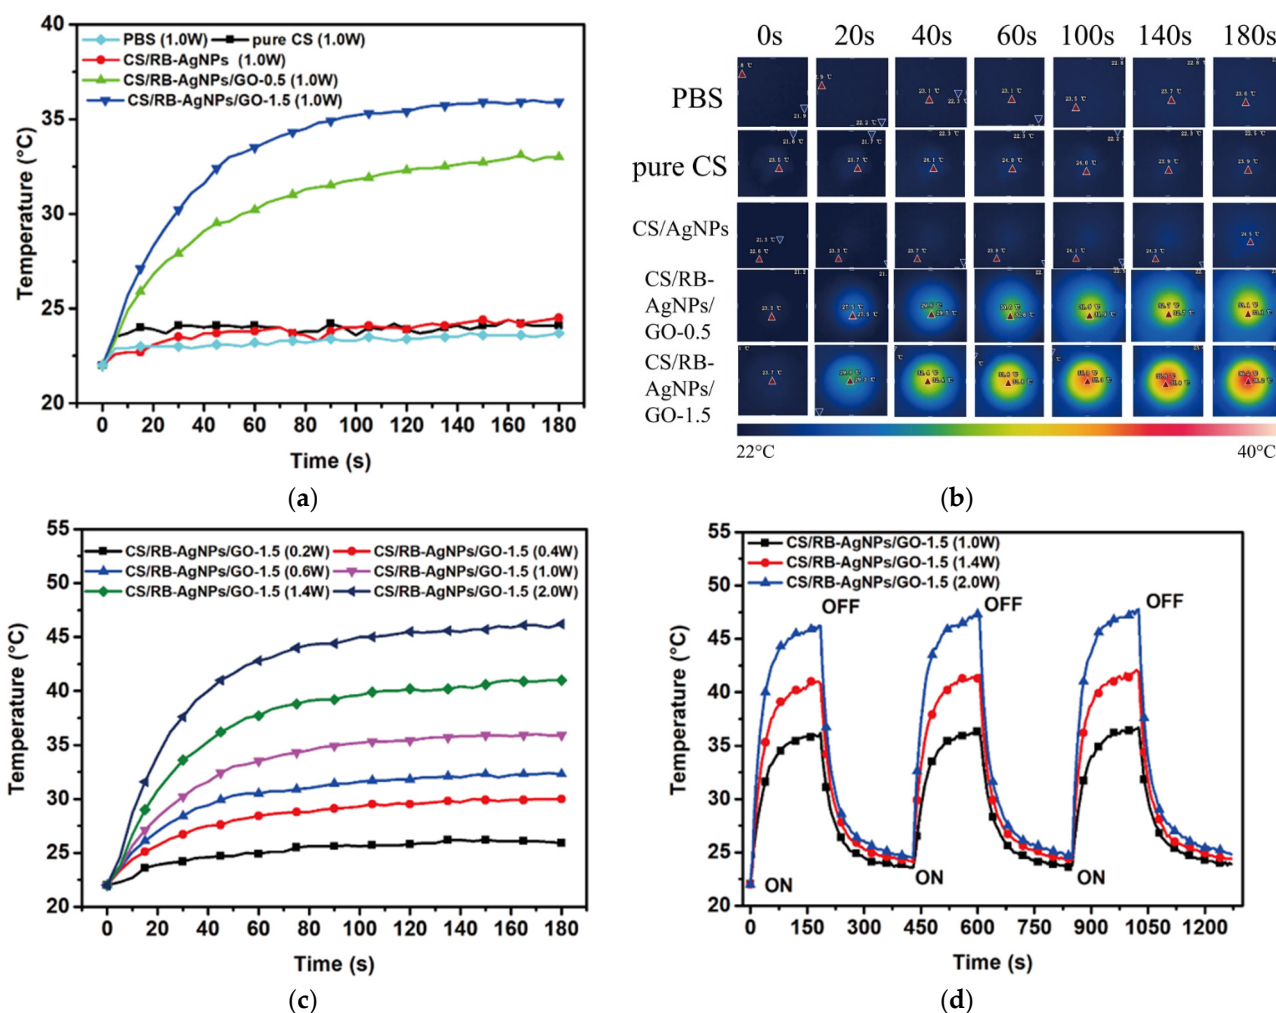 40
35
30
25
20
Temperature (°C)
PBS (1.0W) pure CS (1.0W)
CS/RB-AgNPs (1.0W)
CS/RB-AgNPs/GO-0.5 (1.0W)
CS/RB-AgNPs/GO-1.5 (1.0W)
0 20 40 60 80 100 120 140 160 180
Time (s)
(a)
0s 20s 40s 60s 100s 140s 180s
PBS
pure CS
CS/AgNPs
CS/RB-
AgNPs/
GO-0.5
CS/RB-
AgNPs/
GO-1.5
22°C 40°C
(b)
55
50
45
40
35
30
25
20
Temperature (°C)
CS/RB-AgNPs/GO-1.5 (0.2W) CS/RB-AgNPs/GO-1.5 (0.4W)
CS/RB-AgNPs/GO-1.5 (0.6W) CS/RB-AgNPs/GO-1.5 (1.0W)
CS/RB-AgNPs/GO-1.5 (1.4W) CS/RB-AgNPs/GO-1.5 (2.0W)
0 20 40 60 80 100 120 140 160 180
Time (s)
(c)
55
50
45
40
35
30
25
20
Temperature (°C)
CS/RB-AgNPs/GO-1.5 (1.0W)
CS/RB-AgNPs/GO-1.5 (1.4W)
CS/RB-AgNPs/GO-1.5 (2.0W)
OFF OFF OFF
ON ON ON
0 150 300 450 600 750 900 1050 1200
Time (s)
(d)